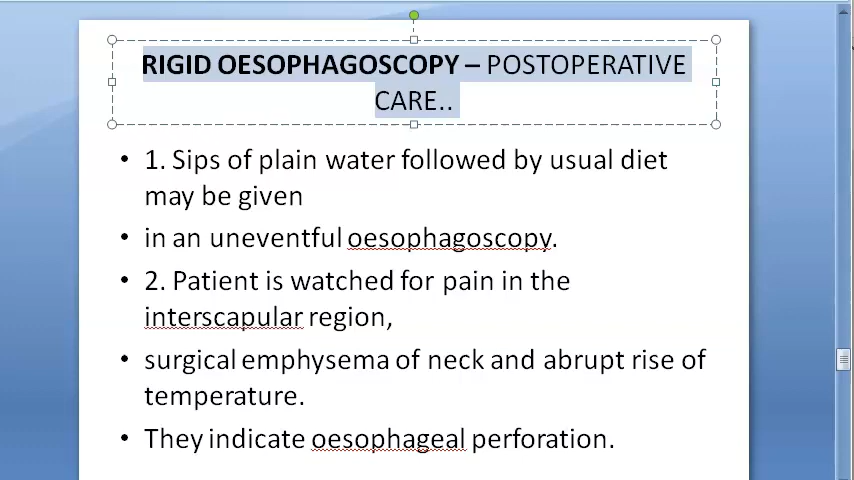 RIGID OESOPHAGOSCOPY – POSTOPERATIVE
CARE..
• 1. Sips of plain water followed by usual diet
may be given
• in an uneventful oesophagoscopy.
• 2. Patient is watched for pain in the
interscapular region,
• surgical emphysema of neck and abrupt rise of
temperature.
• They indicate oesophageal perforation.